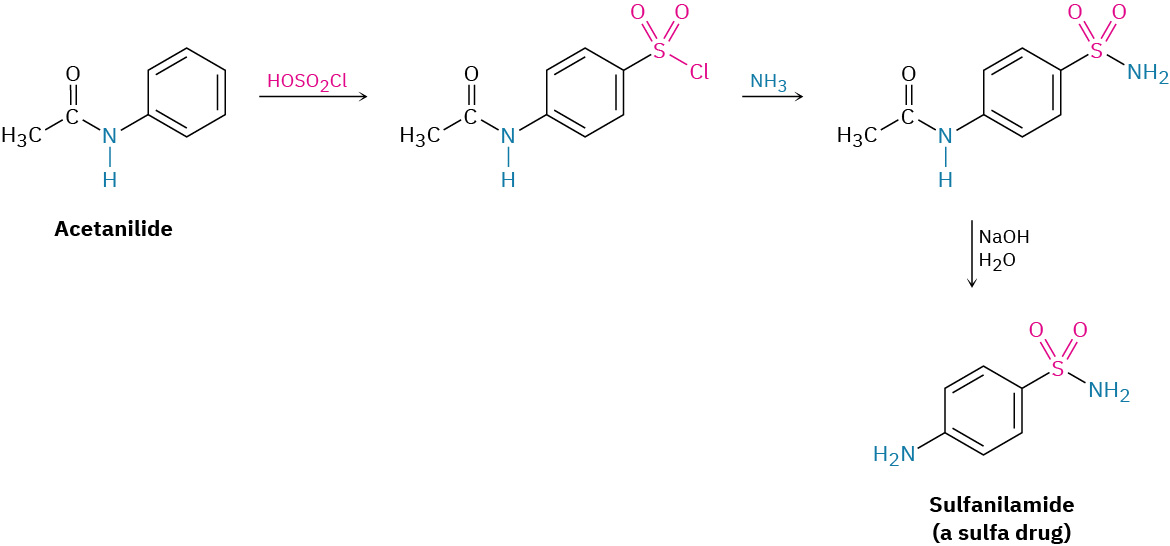 O
C
H3C
N
H
Acetanilide
HOSO2Cl
O O
S
Cl
O
C
H3C
N
H
NH3
O O
S
NH2
O
C
H3C
N
H
NaOH
H2O
O O
S
NH2
H2N
Sulfanilamide
(a sulfa drug)